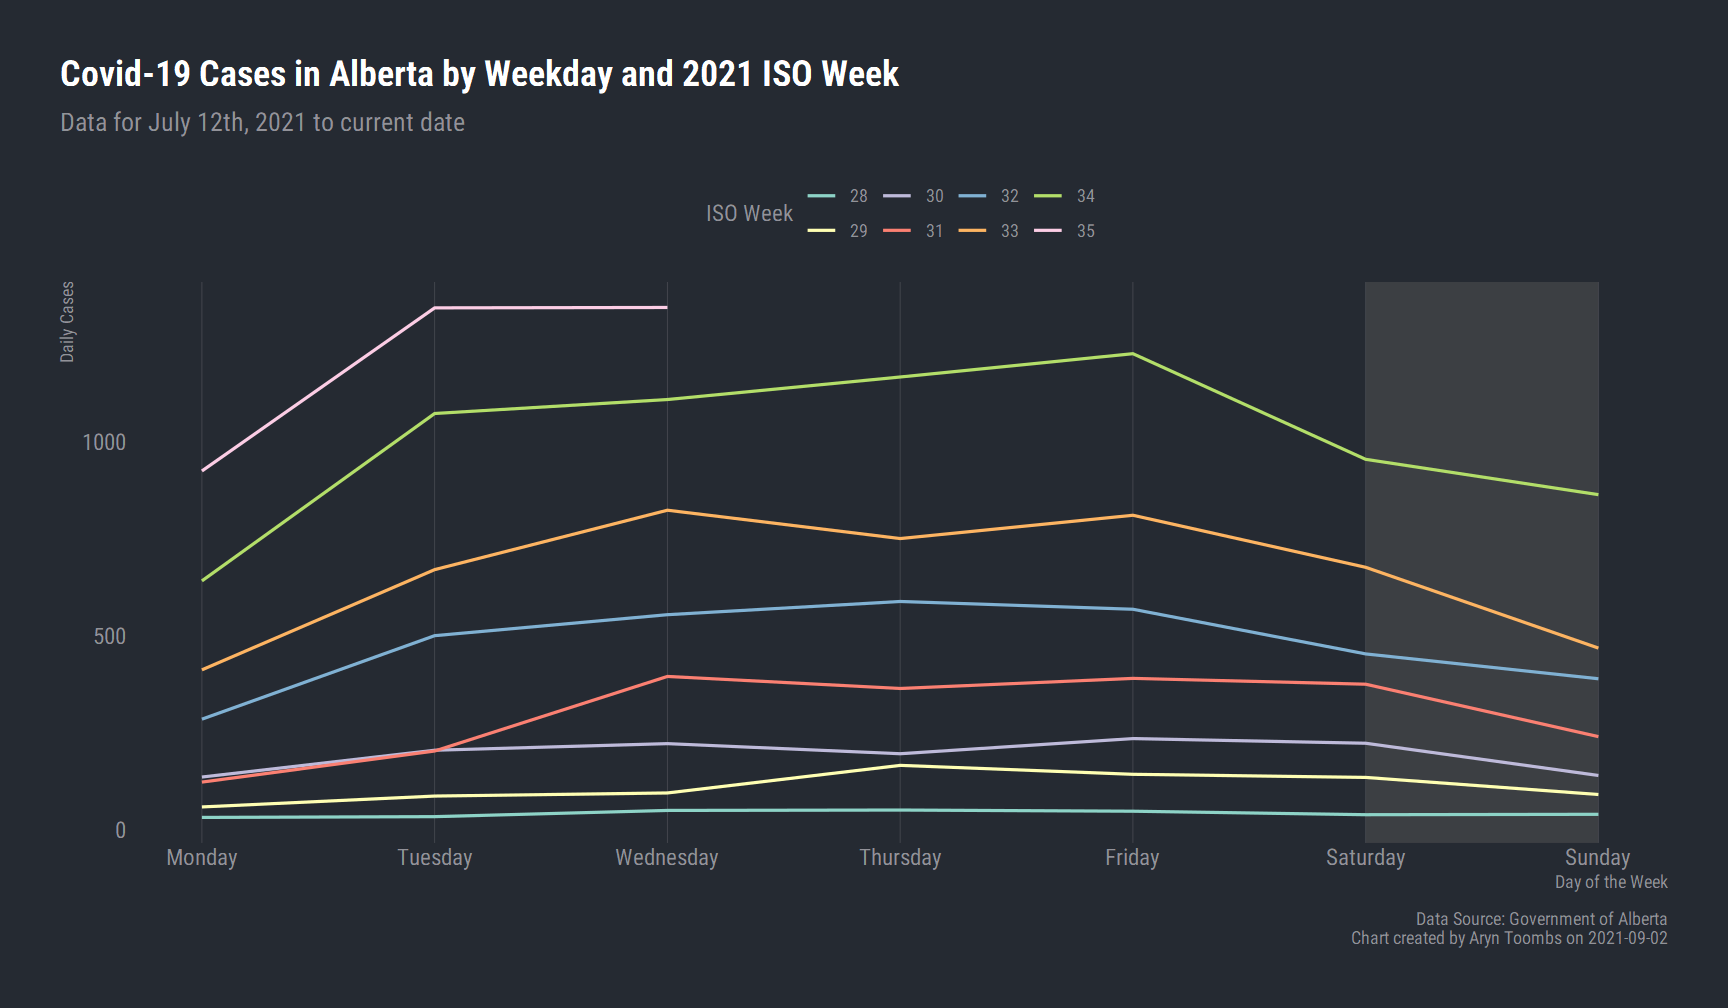 Covid-19 Cases in Alberta by Weekday and 2021 ISO Week
Data for July 12th, 2021 to current date
ISO Week
28 30 32 34
29 31 33 35
Daily Cases
1000
500
0
Monday Tuesday Wednesday Thursday Friday Saturday Sunday
Day of the Week
Data Source: Government of Alberta
Chart created by Aryn Toombs on 2021-09-02